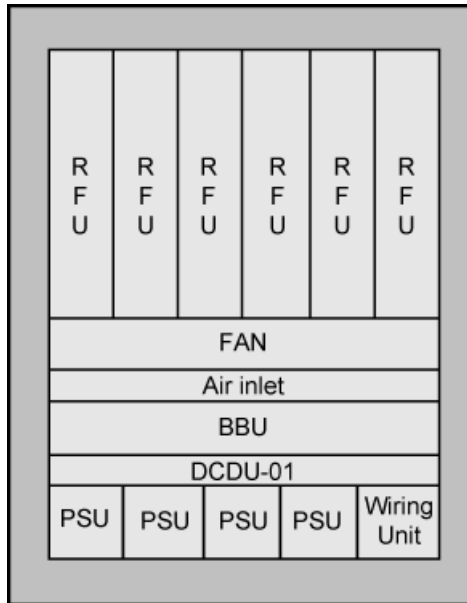 R R R R R R
F F F F F F
U U U U U U
FAN
Air inlet
BBU
DCDU-01
PSU PSU PSU PSU Wiring
Unit